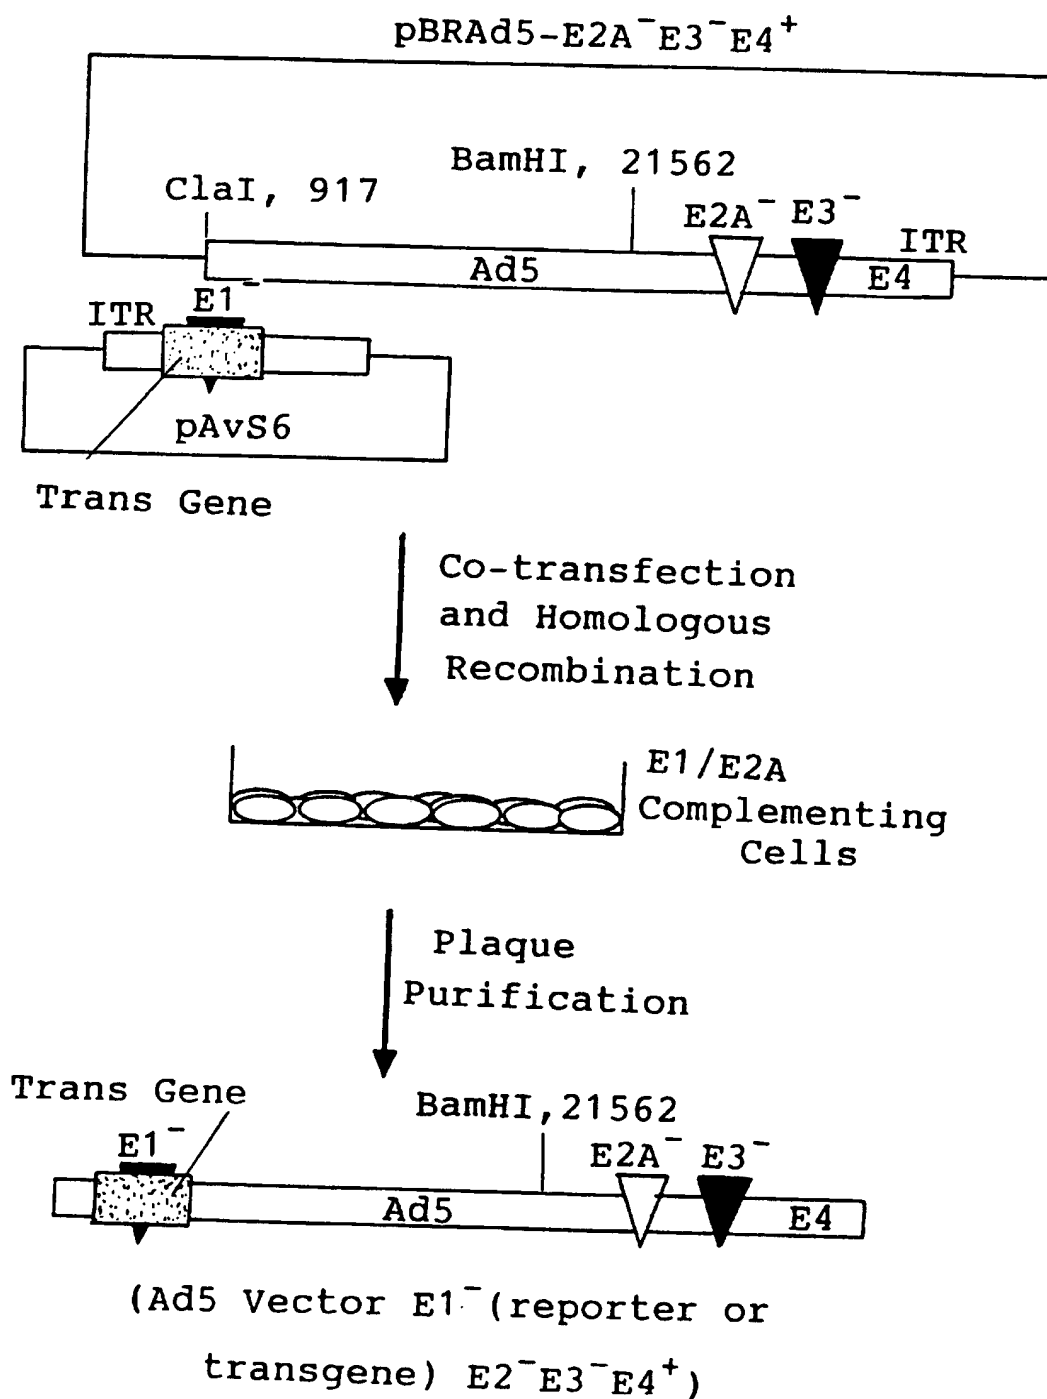 pBRAd5-E2A⁻E3⁻E4⁺
BamHI, 21562
ClaI, 917
E2A⁻ E3⁻
ITR
Ad5
E4
E1⁻
ITR
pAvS6
Trans Gene
Co-transfection
and Homologous
Recombination
E1/E2A
Complementing
Cells
Plaque
Purification
Trans Gene
BamHI,21562
E1⁻
E2A⁻ E3⁻
Ad5
E4
(Ad5 Vector E1⁻(reporter or
transgene) E2⁻E3⁻E4⁺)